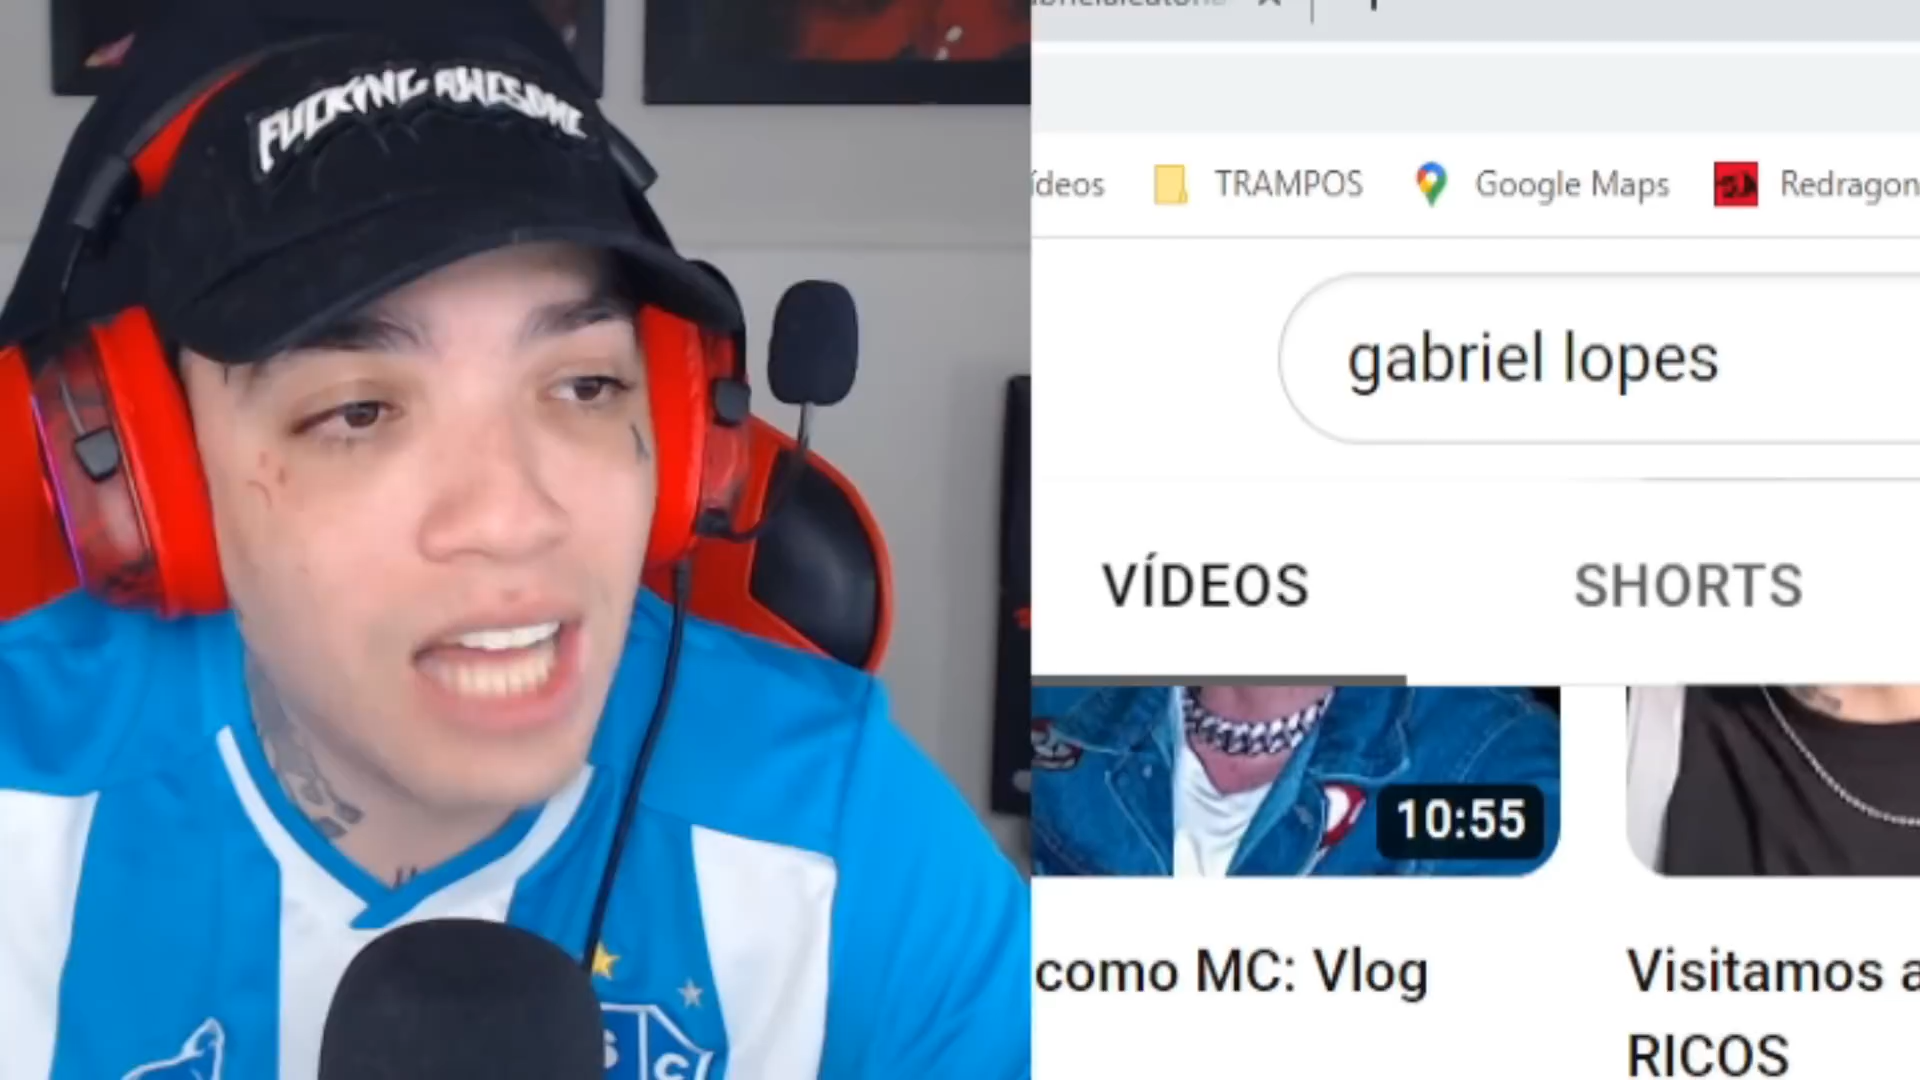 FUCKING AWESOME
ídeos TRAMPOS Google Maps Redragon
gabriel lopes
VÍDEOS SHORTS
10:55
como MC: Vlog
Visitamos a
RICOS
S C